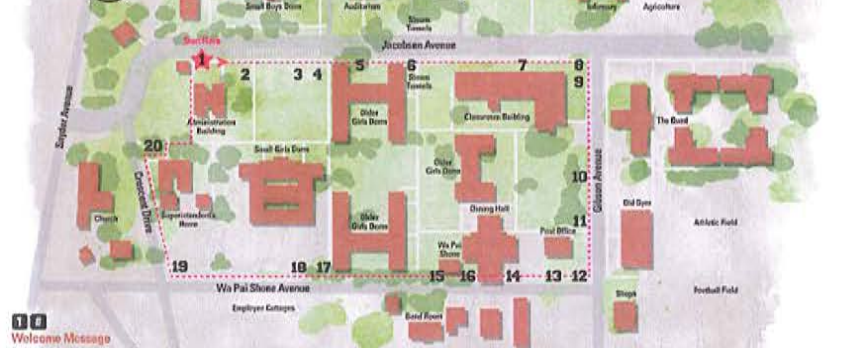 Small Boys Dorm
Auditorium
Steam
Tunnels
Infirmary
Agriculture
Start Here
1
Jacobsen Avenue
2
3
4
5
6
7
8
9
Steam
Tunnels
Snyder Avenue
Administration
Building
Older
Girls Dorm
Classroom Building
The Quad
20
Small Girls Dorm
Older
Girls Dorm
Gibson Avenue
10
Crescent Drive
Church
Superintendent's
Home
Older
Girls Dorm
Dining Hall
Old Gym
11
Post Office
Athletic Field
Wa Pai
Shone
19
18
17
15
16
14
13
12
Wa Pai Shone Avenue
Employee Cottages
Band Room
Shops
Football Field
1
Welcome Message